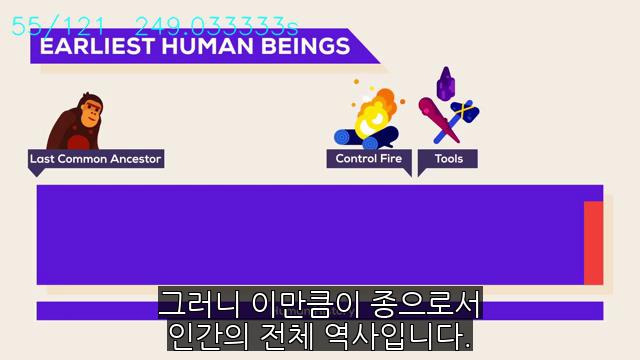 55/121 249.033333s
EARLIEST HUMAN BEINGS
Last Common Ancestor
Control Fire
Tools
그러니 이만큼이 종으로서
인간의 전체 역사입니다.